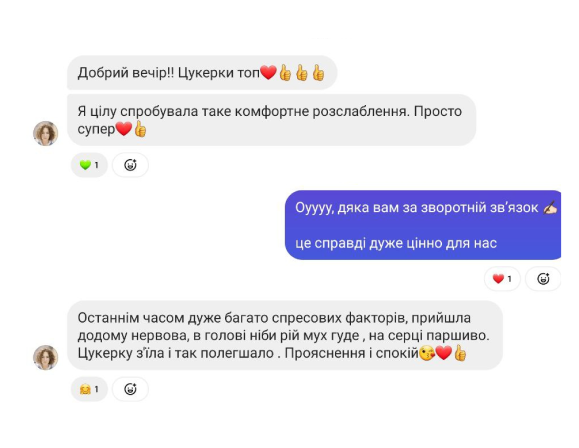 Добрий вечір!! Цукерки топ❤️👍👍👍
Я цілу спробувала таке комфортне розслаблення. Просто
супер❤️👍
💚 1
Оуууу, дяка вам за зворотній зв’язок ✍🏻
це справді дуже цінно для нас
❤️ 1
Останнім часом дуже багато спресових факторів, прийшла
додому нервова, в голові ніби рій мух гуде , на серці паршиво.
Цукерку з'їла і так полегшало . Прояснення і спокій😘❤️👍
🤗 1